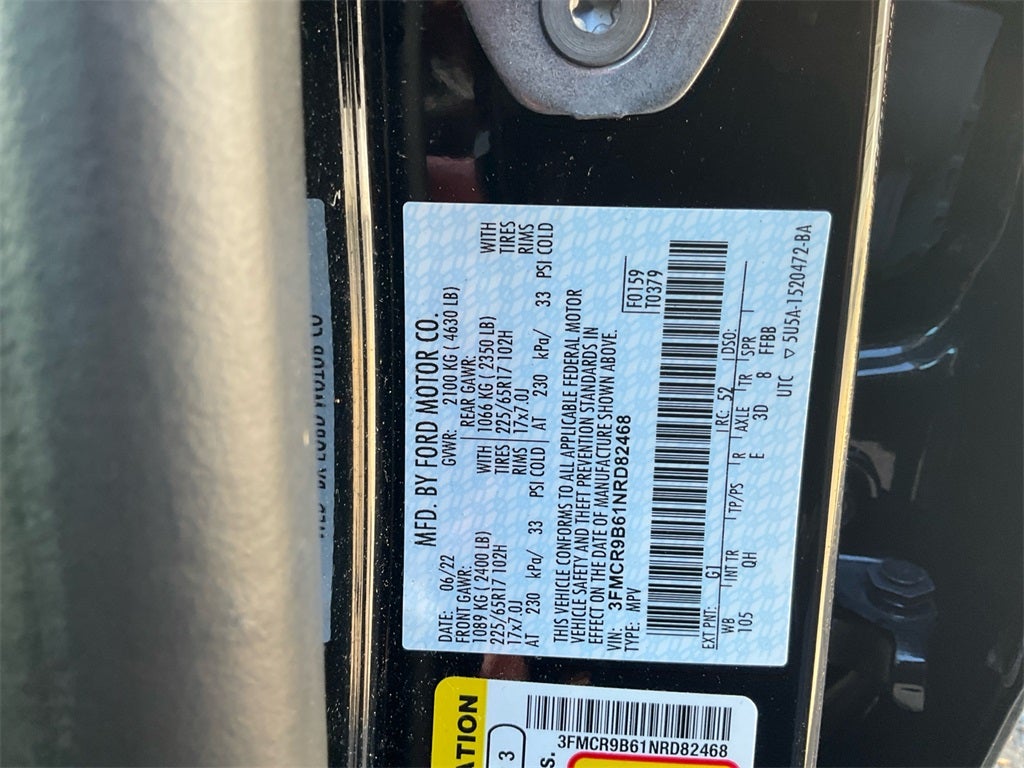 MFD. BY FORD MOTOR CO.
DATE: 06/22 GVWR: 2100 KG ( 4630 LB)
FRONT GAWR: REAR GAWR:
1089 KG ( 2400 LB) WITH 1066 KG ( 2350 LB) WITH
225/65R17 102H TIRES 225/65R17 102H TIRES
17x7.0J RIMS 17x7.0J RIMS
AT 230 kPa/ 33 PSI COLD AT 230 kPa/ 33 PSI COLD
THIS VEHICLE CONFORMS TO ALL APPLICABLE FEDERAL MOTOR
VEHICLE SAFETY AND THEFT PREVENTION STANDARDS IN
EFFECT ON THE DATE OF MANUFACTURE SHOWN ABOVE.
VIN: 3FMCR9B61NRD82468 F0159
TYPE: MPV T0379
EXT PNT: G1 RC: 52 DSO:
WB INT TR TP/PS R AXLE TR SPR
105 QH E 3D 8 FFBB
UTC ▽ 5U5A-1520472-BA
ATION
3
S.
3FMCR9B61NRD82468